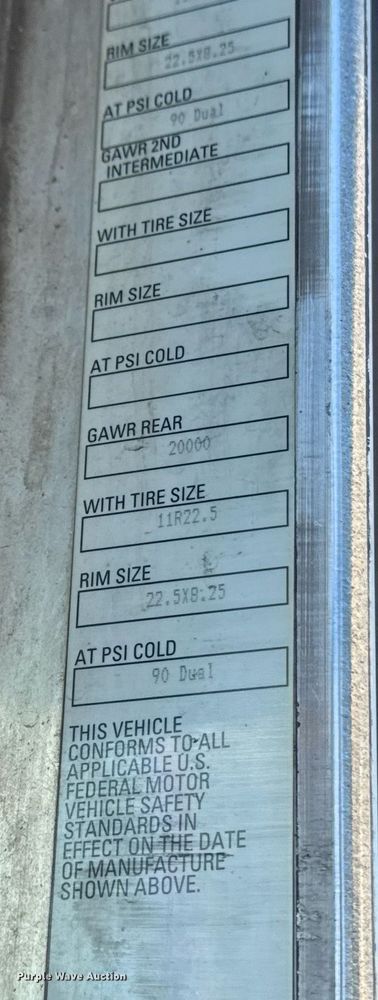 RIM SIZE
22.5X8.25
AT PSI COLD
90 Dual
GAWR 2ND
INTERMEDIATE
WITH TIRE SIZE
RIM SIZE
AT PSI COLD
GAWR REAR
20000
WITH TIRE SIZE
11R22.5
RIM SIZE
22.5X8.25
AT PSI COLD
90 Dual
THIS VEHICLE
CONFORMS TO ALL
APPLICABLE U.S.
FEDERAL MOTOR
VEHICLE SAFETY
STANDARDS IN
EFFECT ON THE DATE
OF MANUFACTURE
SHOWN ABOVE.
Purple Wave Auction